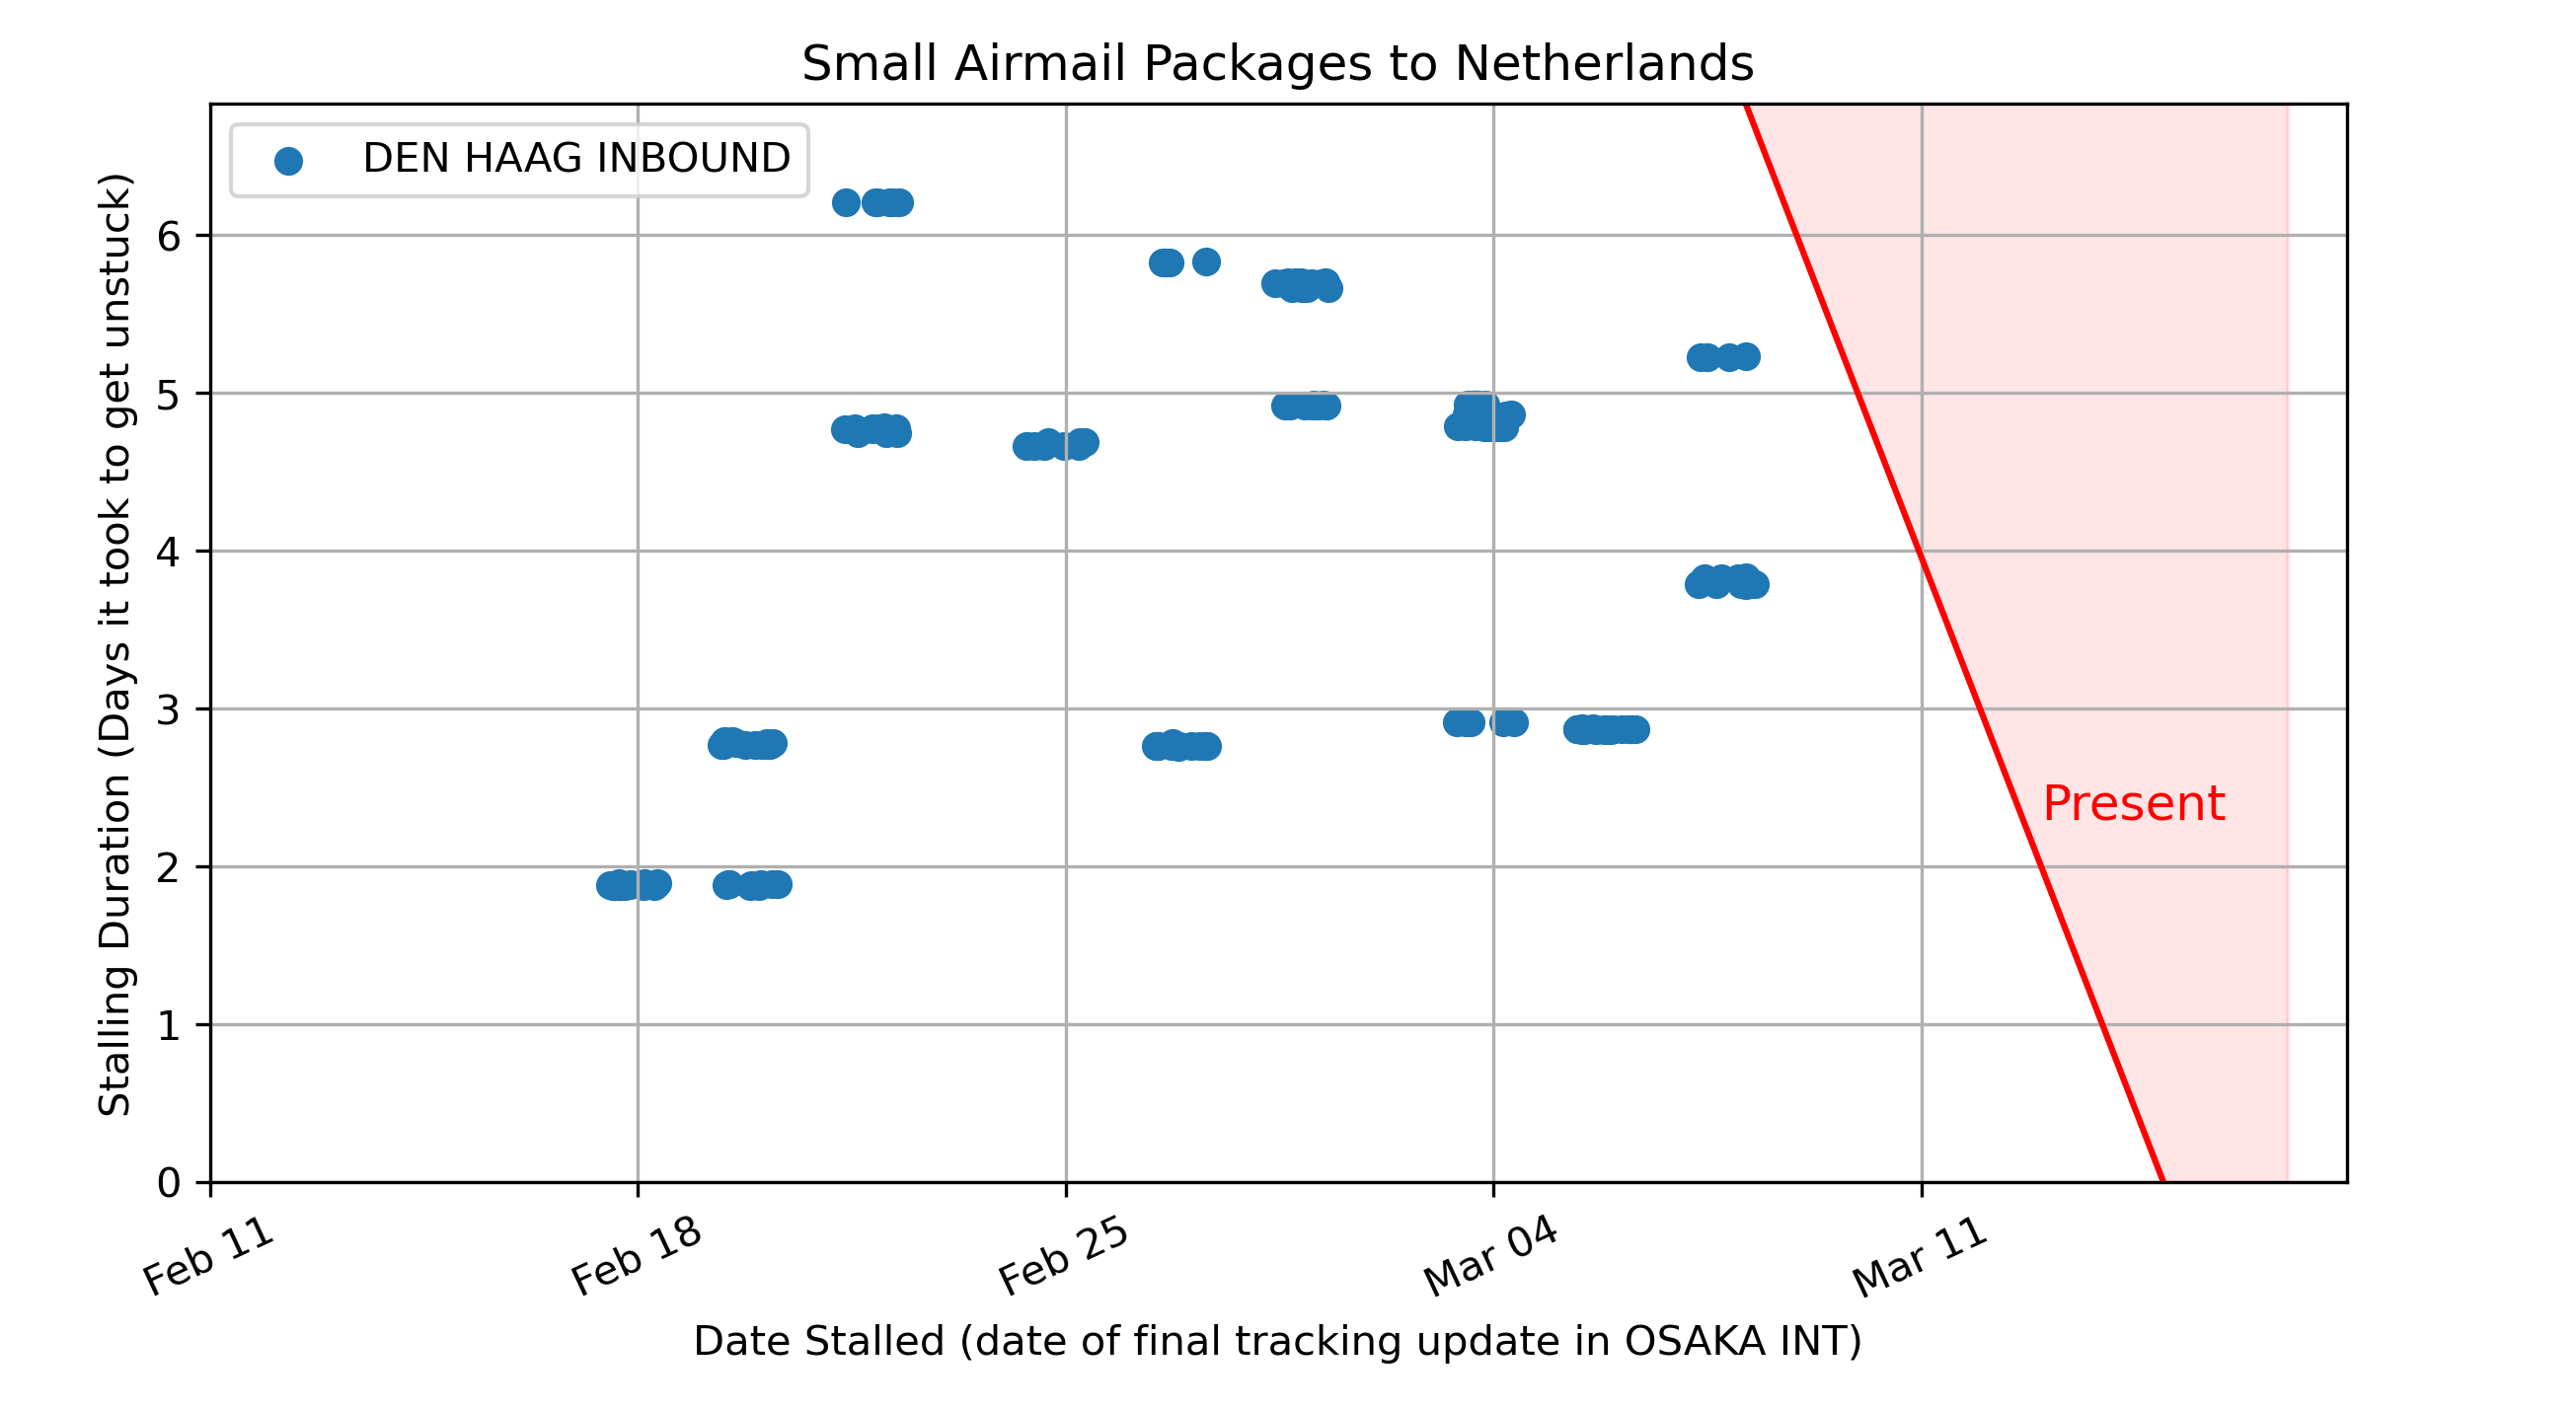 Small Airmail Packages to Netherlands
DEN HAAG INBOUND
Stalling Duration (Days it took to get unstuck)
6
5
4
3
2
1
0
Present
Feb 11
Feb 18
Feb 25
Mar 04
Mar 11
Date Stalled (date of final tracking update in OSAKA INT)